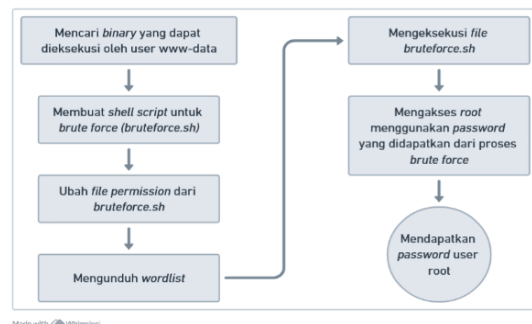 Mencari binary yang dapat
dieksekusi oleh user www-data
Membuat shell script untuk
brute force (bruteforce.sh)
Ubah file permission dari
bruteforce.sh
Mengunduh wordlist
Mengeksekusi file
bruteforce.sh
Mengakses root
menggunakan password
yang didapatkan dari proses
brute force
Mendapatkan
password user
root
Made with Whimsical